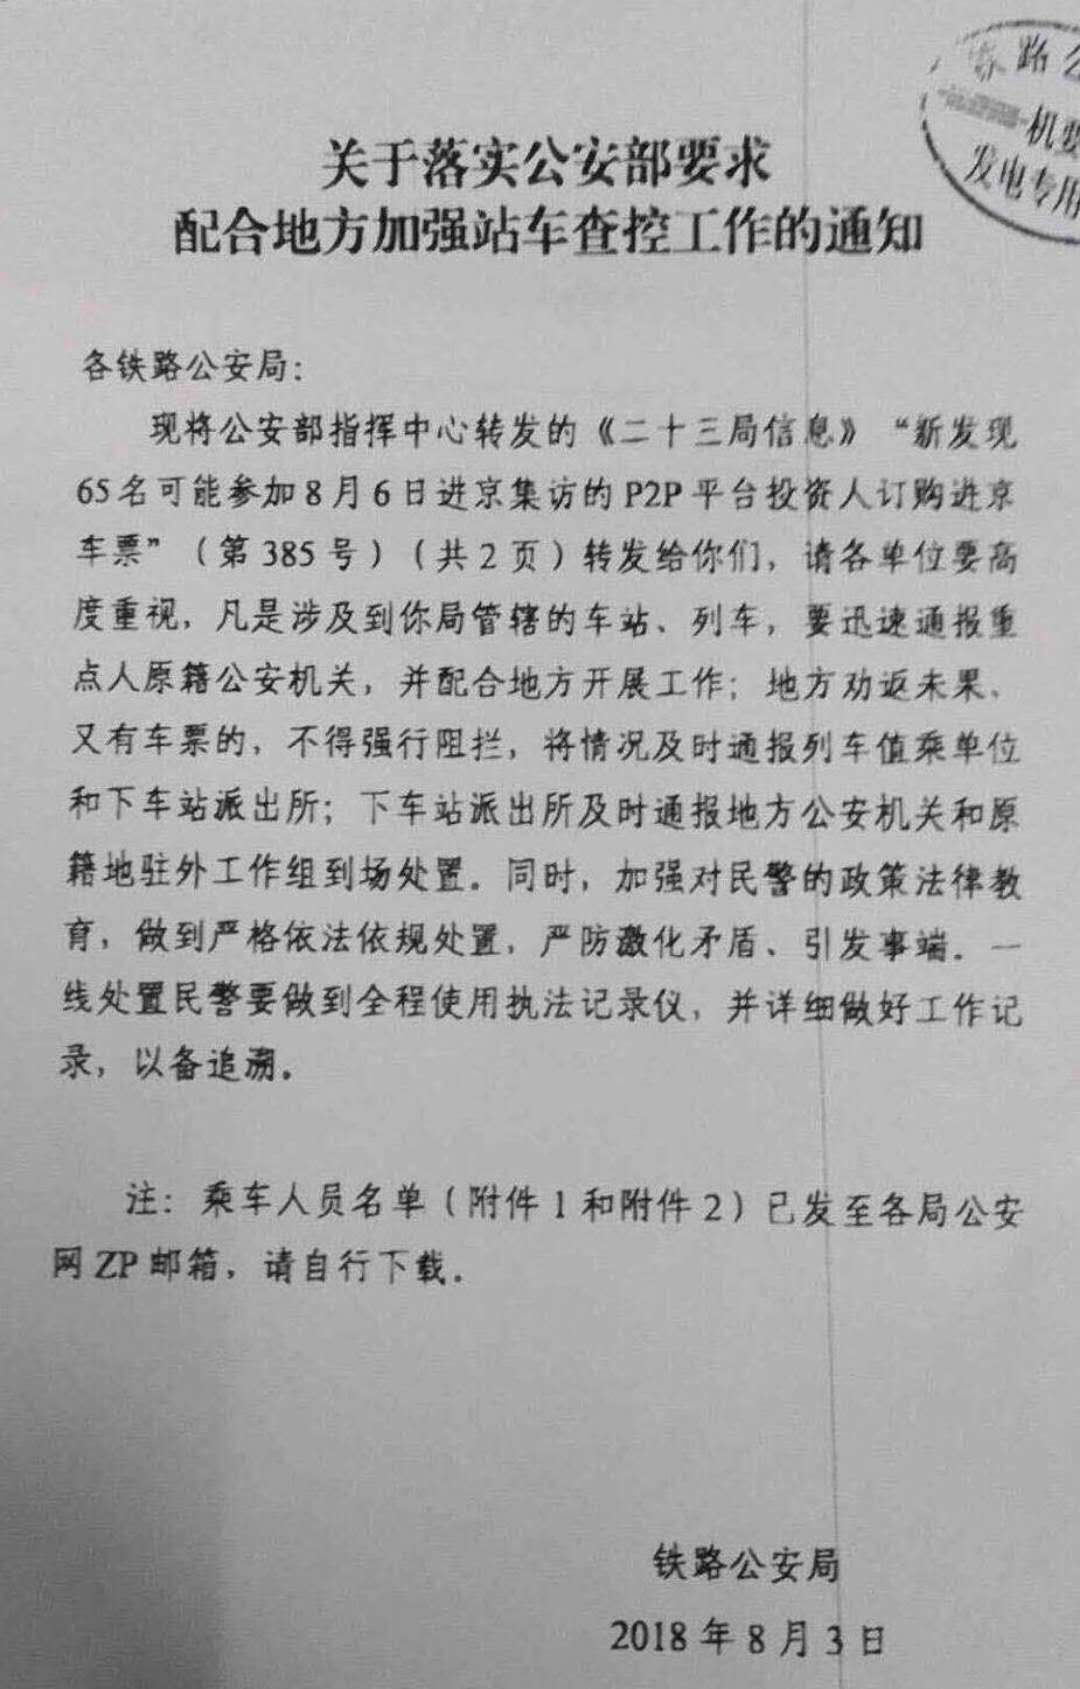 铁路公
机要
发电专用
关于落实公安部要求
配合地方加强站车查控工作的通知
各铁路公安局：
现将公安部指挥中心转发的《二十三局信息》“新发现
65名可能参加8月6日进京集访的P2P平台投资人订购进京
车票”（第385号）（共2页）转发给你们，请各单位要高
度重视，凡是涉及到你局管辖的车站、列车，要迅速通报重
点人原籍公安机关，并配合地方开展工作；地方劝返未果、
又有车票的，不得强行阻拦，将情况及时通报列车值乘单位
和下车站派出所；下车站派出所及时通报地方公安机关和原
籍地驻外工作组到场处置。同时，加强对民警的政策法律教
育，做到严格依法依规处置，严防激化矛盾、引发事端。一
线处置民警要做到全程使用执法记录仪，并详细做好工作记
录，以备追溯。
注：乘车人员名单（附件1和附件2）已发至各局公安
网ZP邮箱，请自行下载。
铁路公安局
2018年8月3日